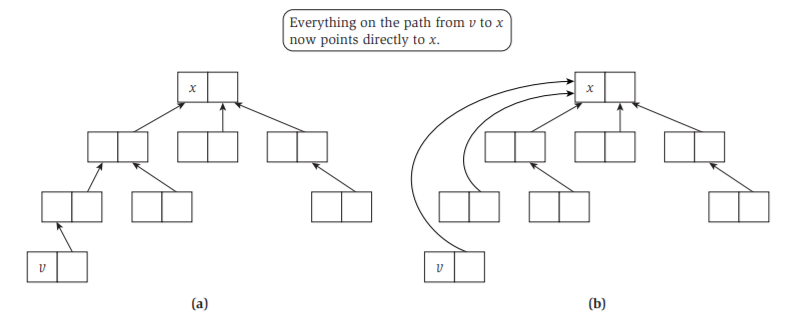 Everything on the path from v to x
now points directly to x.
x
x
v
v
(a)
(b)